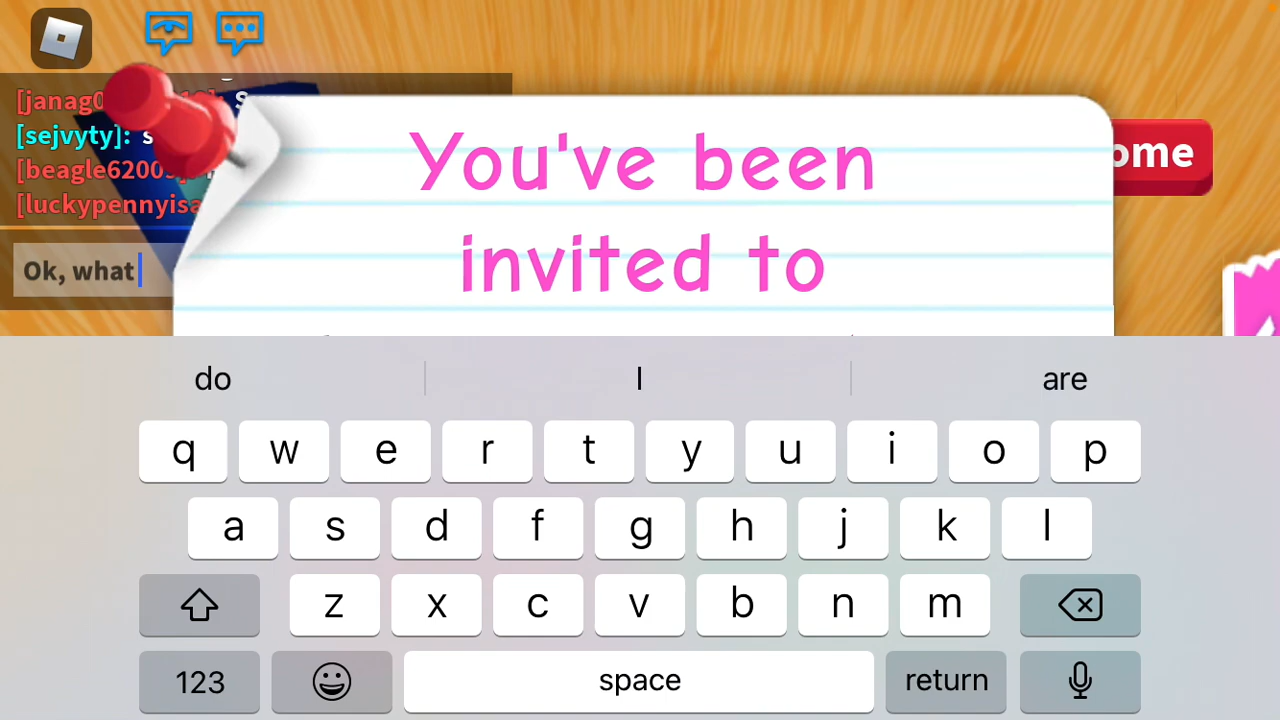 [sejvyty]: s
You've been
invited to
ome
Ok, what
do I are
q w e r t y u i o p
a s d f g h j k l
z x c v b n m
123 space return